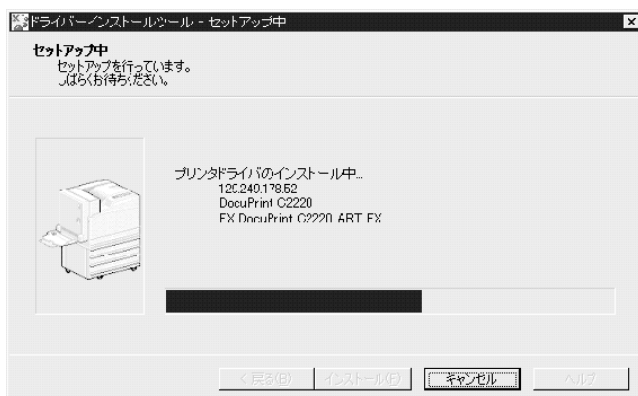 ドライバーインストールツール - セットアップ中
セットアップ中
セットアップを行っています。
しばらくお待ちください。
プリンタドライバのインストール中...
DocuPrint C2220
FX DocuPrint C2220 ART EX
< 戻る(B)
インストール(F)
キャンセル
ヘルプ